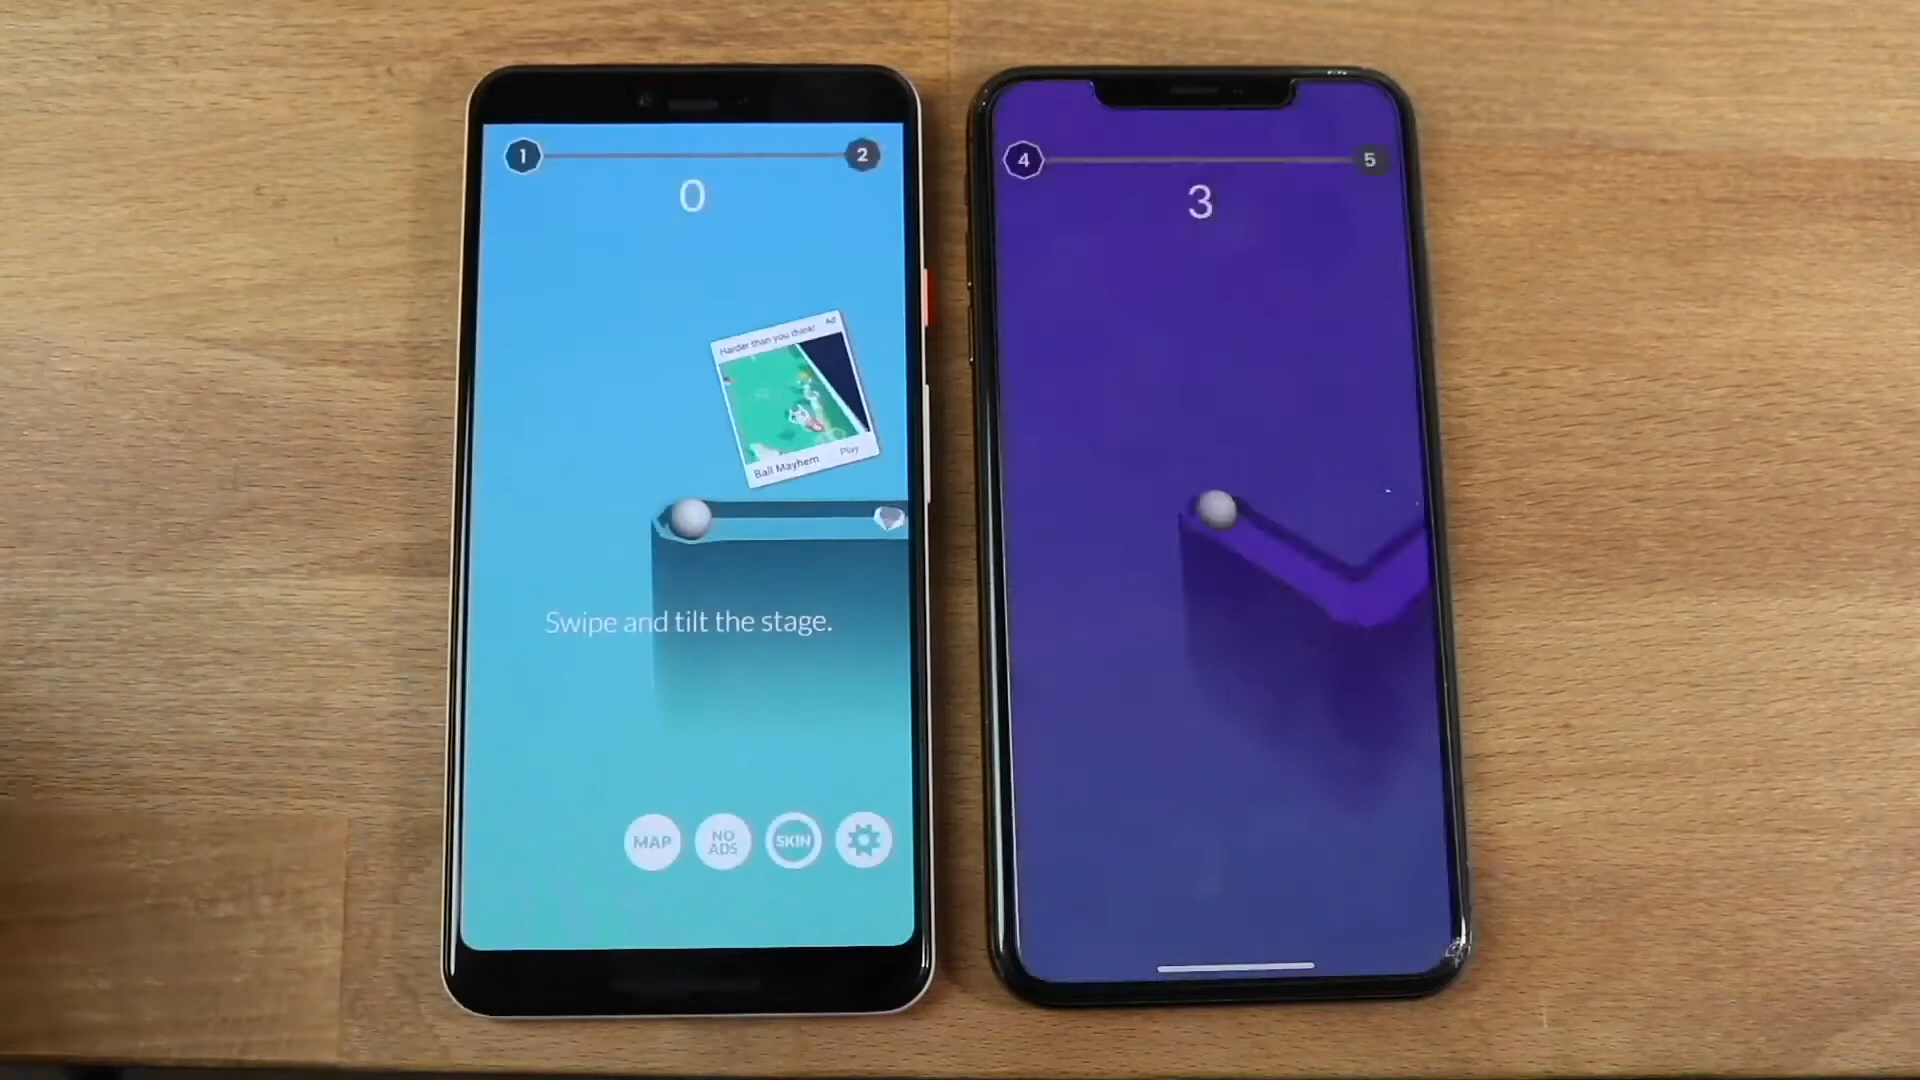 1
2
0
Harder than you think!
Ad
Ball Mayhem
Play
Swipe and tilt the stage.
MAP
NO
ADS
SKIN
4
5
3